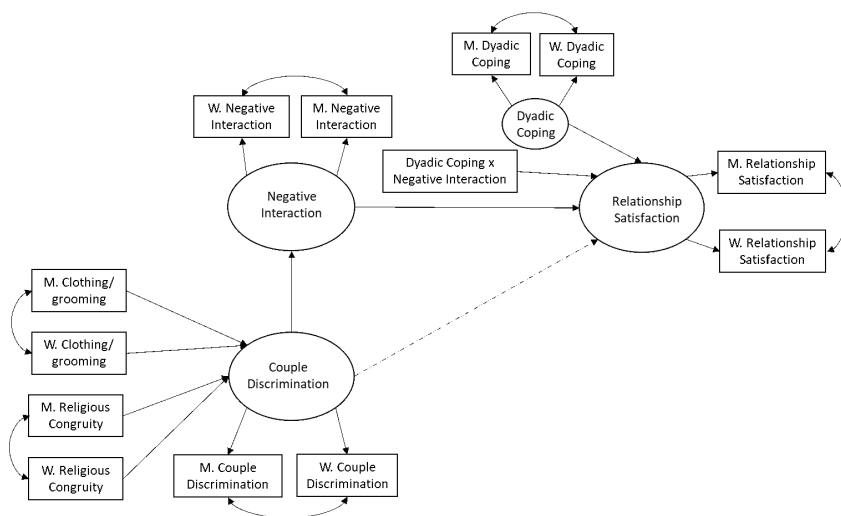 M. Dyadic
Coping
W. Dyadic
Coping
W. Negative
Interaction
M. Negative
Interaction
Dyadic
Coping
Dyadic Coping x
Negative Interaction
M. Relationship
Satisfaction
Negative
Interaction
Relationship
Satisfaction
W. Relationship
Satisfaction
M. Clothing/
grooming
W. Clothing/
grooming
Couple
Discrimination
M. Religious
Congruity
W. Religious
Congruity
M. Couple
Discrimination
W. Couple
Discrimination